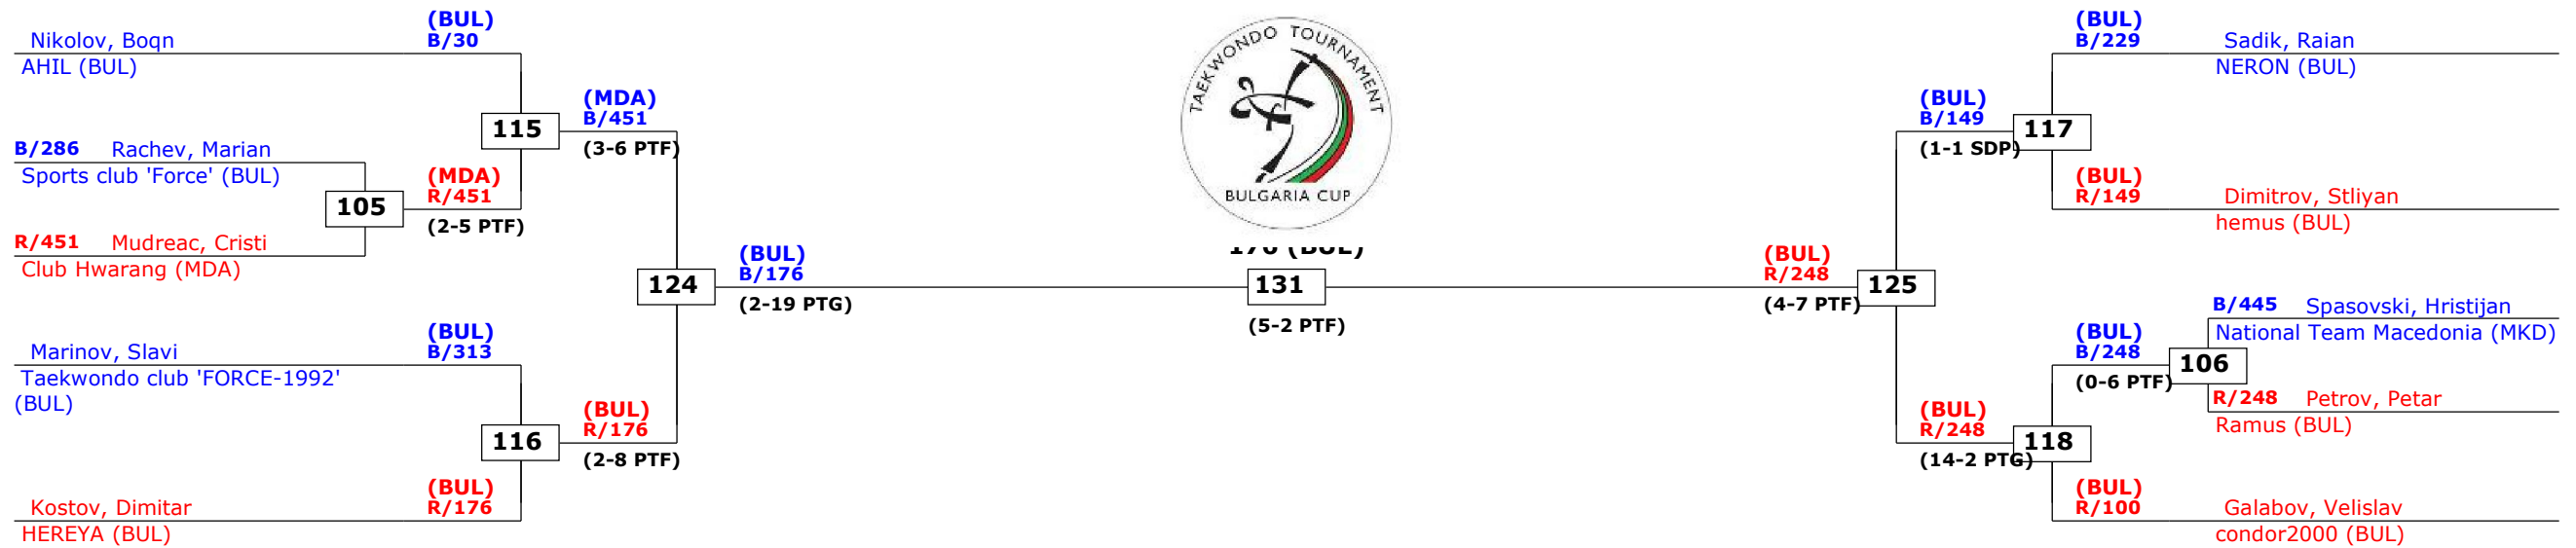 (BUL)
B/30
Nikolov, Boqn
AHIL (BUL)
115
(MDA)
B/451
(3-6 PTF)
B/286 Rachev, Marian
Sports club 'Force' (BUL)
105
(MDA)
R/451
(2-5 PTF)
R/451 Mudreac, Cristi
Club Hwarang (MDA)
124
(BUL)
B/176
(2-19 PTG)
(BUL)
B/313
Marinov, Slavi
Taekwondo club 'FORCE-1992'
(BUL)
116
(BUL)
R/176
(2-8 PTF)
(BUL)
R/176
Kostov, Dimitar
HEREYA (BUL)
TAEKWONDO TOURNAMENT
BULGARIA CUP
176 (BUL)
131
(5-2 PTF)
(BUL)
R/248
(4-7 PTF)
125
(BUL)
B/149
(1-1 SDP)
117
(BUL)
B/229
Sadik, Raian
NERON (BUL)
(BUL)
R/149
Dimitrov, Stliyan
hemus (BUL)
B/445 Spasovski, Hristijan
National Team Macedonia (MKD)
(BUL)
B/248
(0-6 PTF)
106
R/248 Petrov, Petar
Ramus (BUL)
(BUL)
R/248
(14-2 PTG)
118
(BUL)
R/100
Galabov, Velislav
condor2000 (BUL)